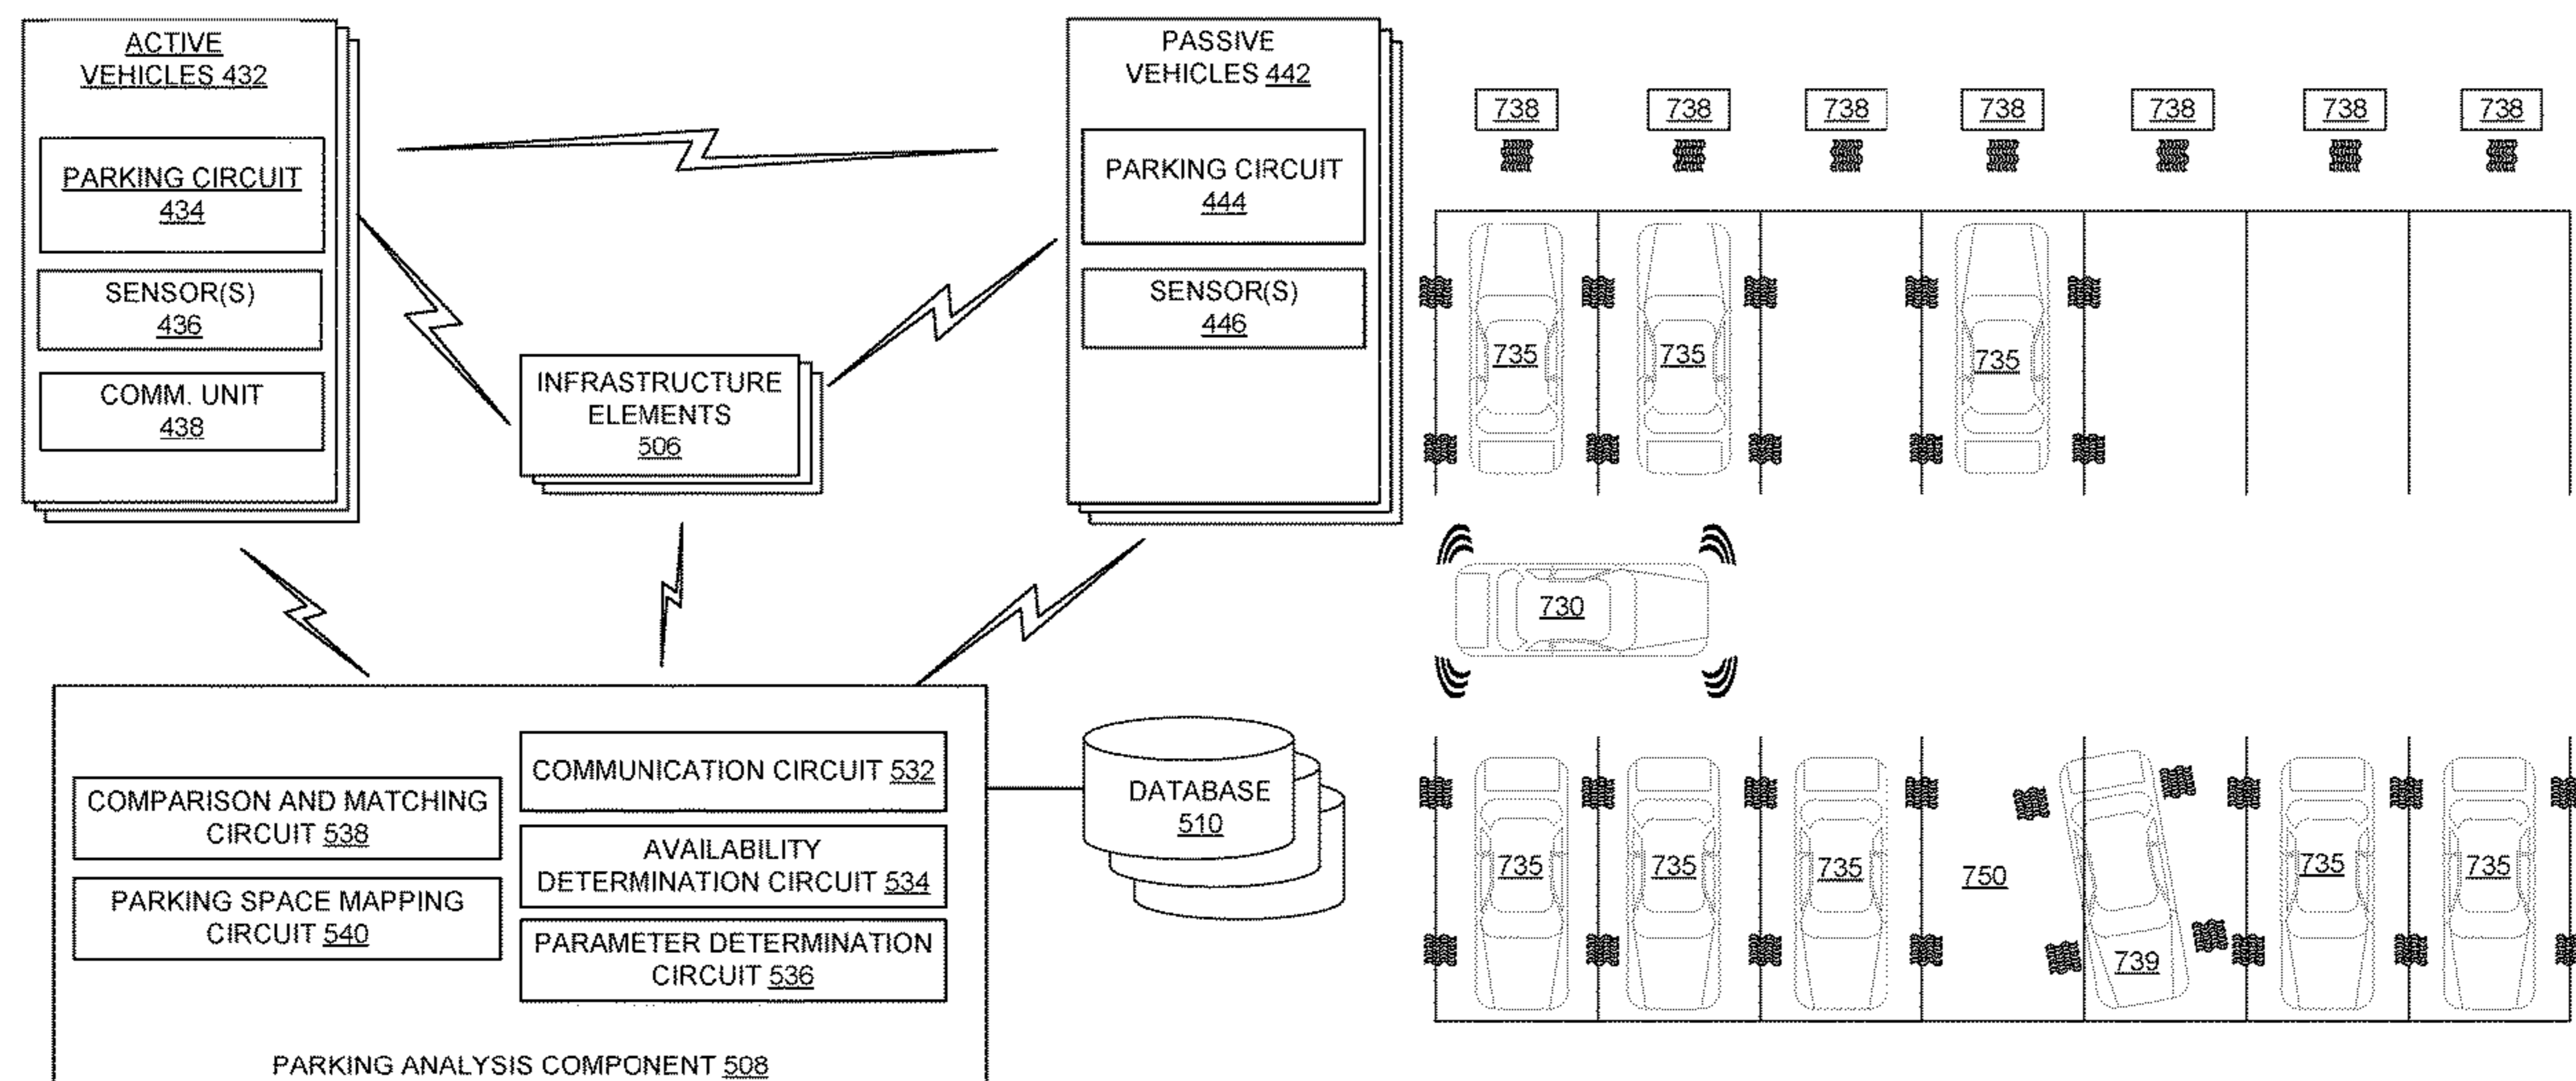 ACTIVE
VEHICLES 432
PARKING CIRCUIT
434
SENSOR(S)
436
COMM. UNIT
438
PASSIVE
VEHICLES 442
PARKING CIRCUIT
444
SENSOR(S)
446
INFRASTRUCTURE
ELEMENTS
506
COMMUNICATION CIRCUIT 532
COMPARISON AND MATCHING
CIRCUIT 538
AVAILABILITY
DETERMINATION CIRCUIT 534
PARKING SPACE MAPPING
CIRCUIT 540
PARAMETER DETERMINATION
CIRCUIT 536
PARKING ANALYSIS COMPONENT 508
DATABASE
510
738 738 738 738 738 738 738
735 735 735
730
735 735 735 750 735 735
739